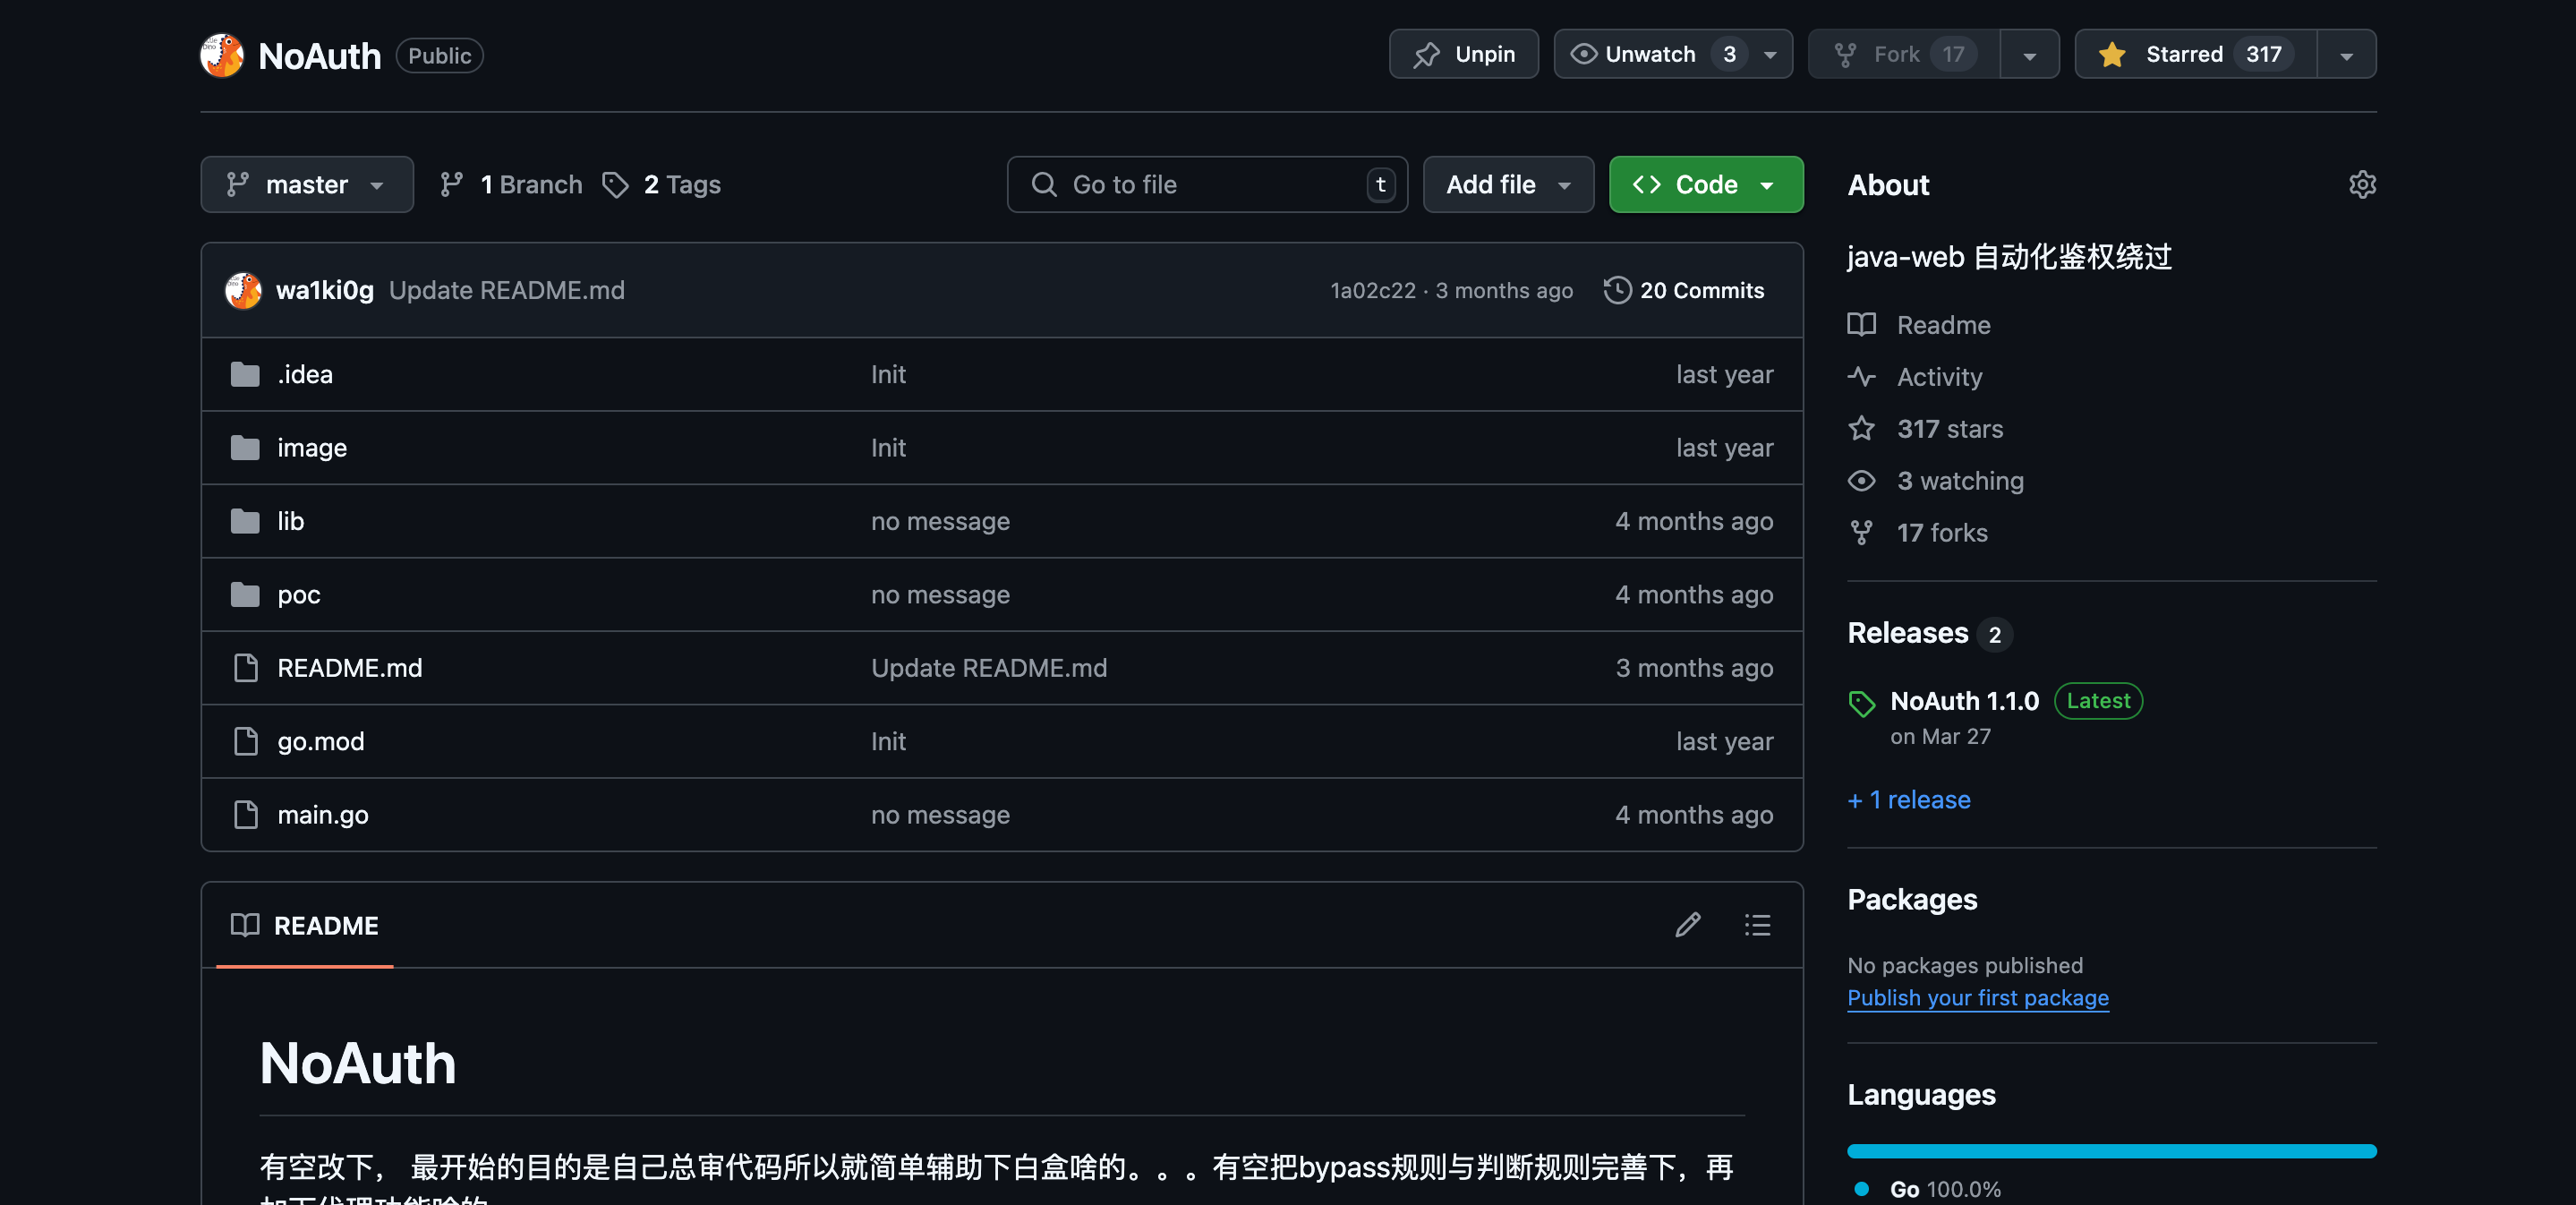 NoAuth Public Unpin Unwatch 3 Fork 17 Starred 317
master 1 Branch 2 Tags Go to file t Add file Code
wa1ki0g Update README.md 1a02c22 · 3 months ago 20 Commits
.idea Init last year
image Init last year
lib no message 4 months ago
poc no message 4 months ago
README.md Update README.md 3 months ago
go.mod Init last year
main.go no message 4 months ago
README
NoAuth
有空改下， 最开始的目的是自己总审代码所以就简单辅助下白盒啥的。。。有空把bypass规则与判断规则完善下，再
About
java-web 自动化鉴权绕过
Readme
Activity
317 stars
3 watching
17 forks
Releases 2
NoAuth 1.1.0 Latest
on Mar 27
+ 1 release
Packages
No packages published
Publish your first package
Languages
Go 100.0%